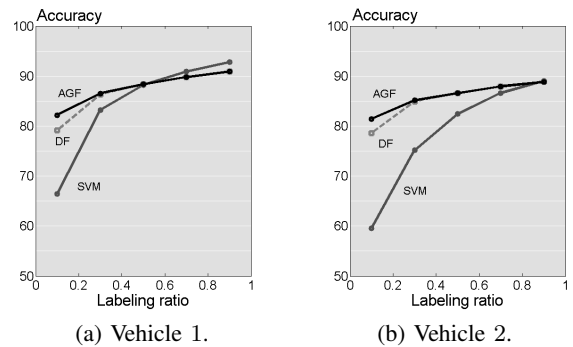 Accuracy
100
90
80
70
60
50
AGF
DF
SVM
0 0.2 0.4 0.6 0.8 1
Labeling ratio
(a) Vehicle 1.
Accuracy
100
90
80
70
60
50
AGF
DF
SVM
0 0.2 0.4 0.6 0.8 1
Labeling ratio
(b) Vehicle 2.